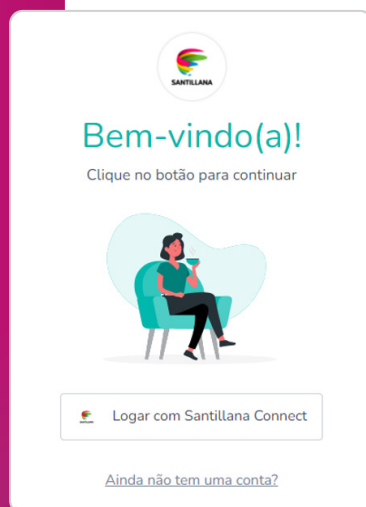 SANTILLANA
Bem-vindo(a)!
Clique no botão para continuar
Logar com Santillana Connect
Ainda não tem uma conta?